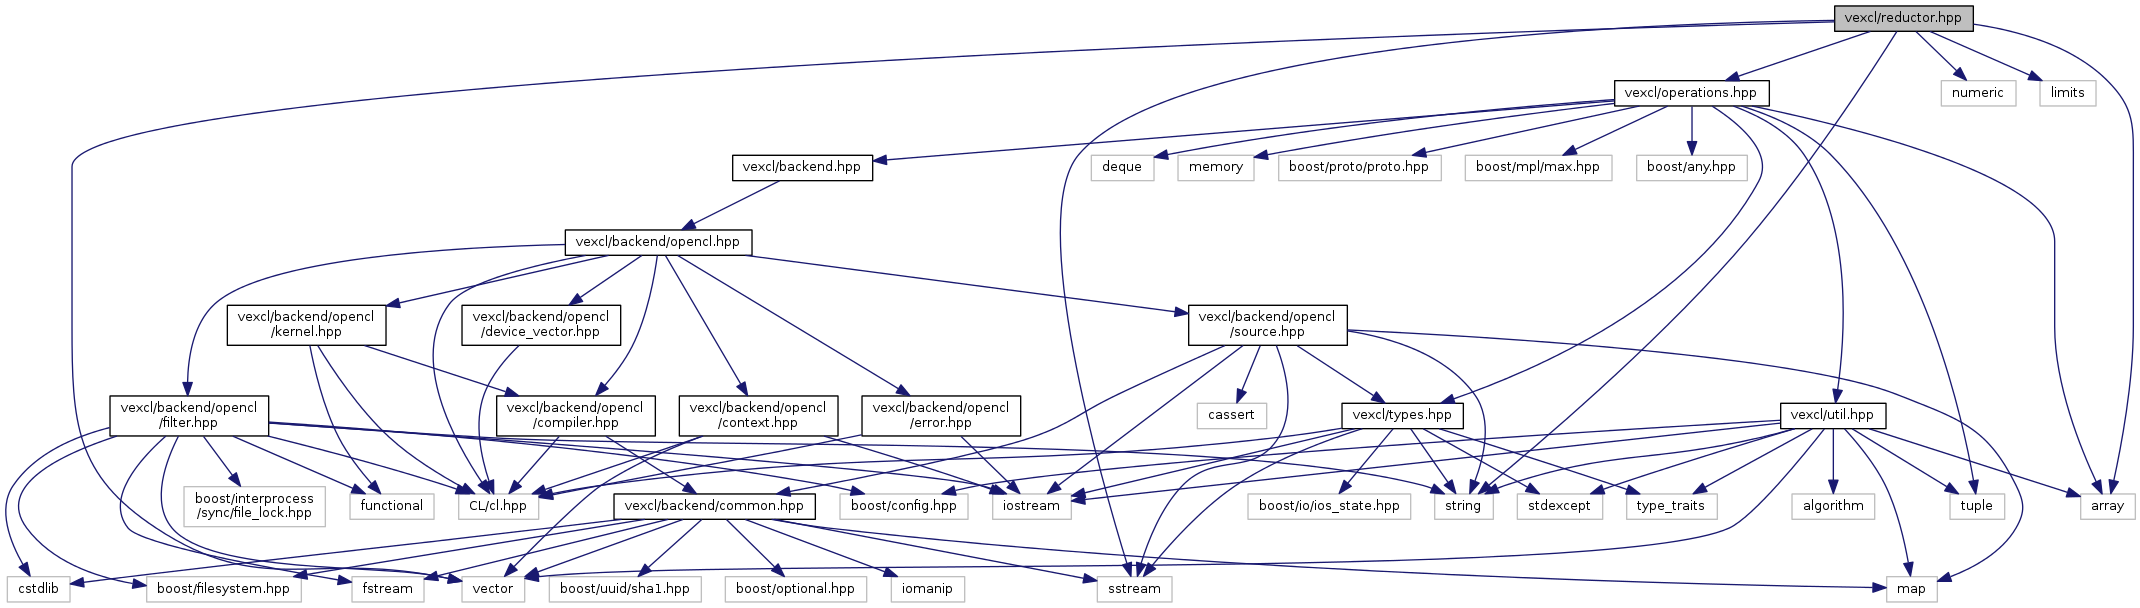 vexcl/reductor.hpp
vexcl/operations.hpp
numeric
limits
vexcl/backend.hpp
deque
memory
boost/proto/proto.hpp
boost/mpl/max.hpp
boost/any.hpp
vexcl/backend/opencl.hpp
vexcl/backend/opencl
/kernel.hpp
vexcl/backend/opencl
/device_vector.hpp
vexcl/backend/opencl
/source.hpp
vexcl/backend/opencl
/filter.hpp
vexcl/backend/opencl
/compiler.hpp
vexcl/backend/opencl
/context.hpp
vexcl/backend/opencl
/error.hpp
cassert
vexcl/types.hpp
vexcl/util.hpp
boost/interprocess
/sync/file_lock.hpp
functional
CL/cl.hpp
vexcl/backend/common.hpp
boost/config.hpp
iostream
boost/io/ios_state.hpp
string
stdexcept
type_traits
algorithm
tuple
array
cstdlib
boost/filesystem.hpp
fstream
vector
boost/uuid/sha1.hpp
boost/optional.hpp
iomanip
sstream
map